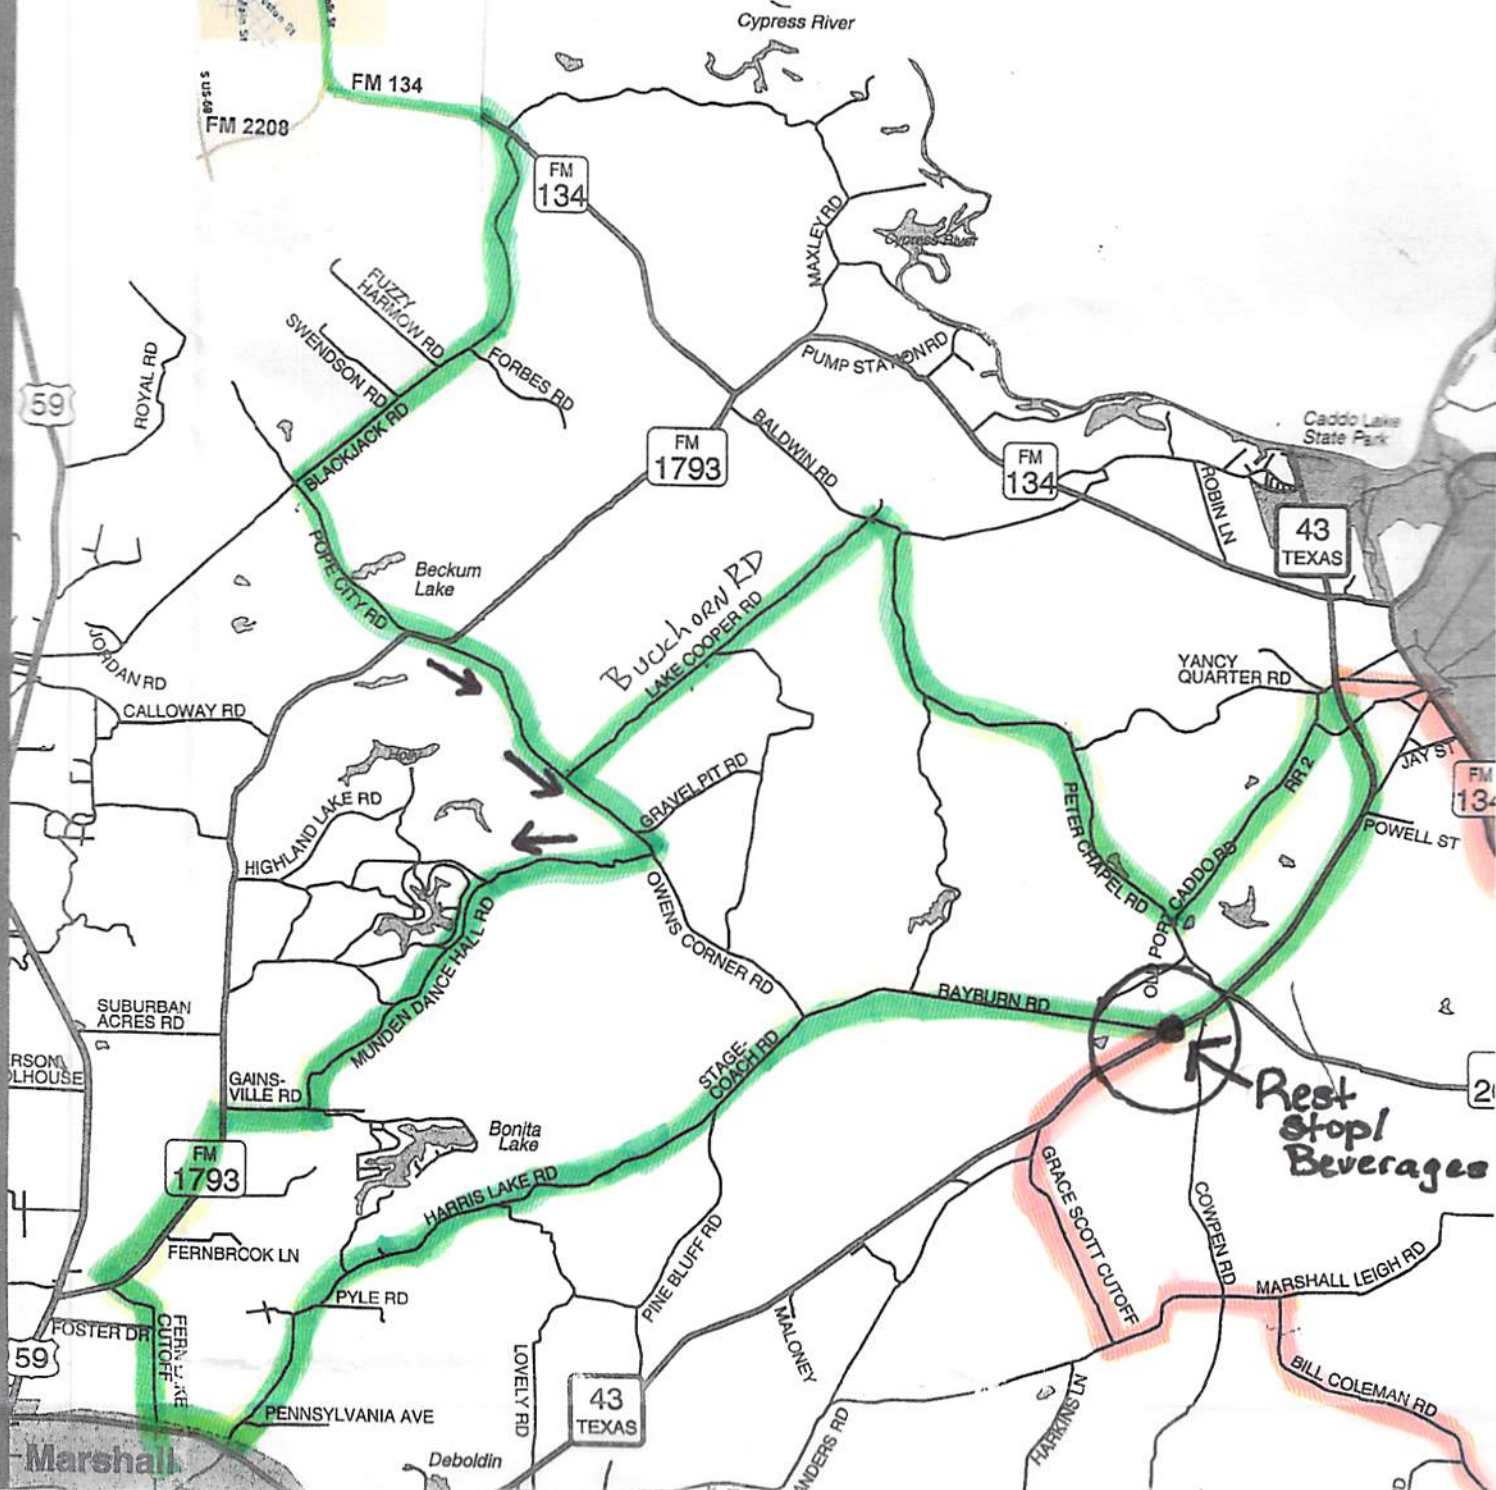 Cypress River
FM 134
FM 2208
S US-59
FM
134
MAXLEY RD
Cypress River
FUZZY
HARMOW RD
SWENDSON RD
FORBES RD
ROYAL RD
59
BLACKJACK RD
PUMP STATION RD
BALDWIN RD
FM
1793
FM
134
ROBIN LN
Caddo Lake
State Park
43
TEXAS
POPE CITY RD
Beckum
Lake
Buckhorn RD
LAKE COOPER RD
JORDAN RD
CALLOWAY RD
YANCY
QUARTER RD
JAY ST
FM
134
RR 2
POWELL ST
HIGHLAND LAKE RD
GRAVEL PIT RD
PETER CHAPEL RD
OLD PORT CADDO RD
OWENS CORNER RD
MUNDEN DANCE HALL RD
SUBURBAN
ACRES RD
RAYBURN RD
STAGE-
COACH RD
GAINS-
VILLE RD
Rest
Stop/
Beverages
FM
1793
Bonita
Lake
HARRIS LAKE RD
GRACE SCOTT CUTOFF
COWPEN RD
MARSHALL LEIGH RD
FERNBROOK LN
PYLE RD
PINE BLUFF RD
FOSTER DR
FERN LAKE
CUTOFF
59
MALONEY
BILL COLEMAN RD
LOVELY RD
43
TEXAS
PENNSYLVANIA AVE
HARKINS LN
ANDERS RD
Marshall
Deboldin